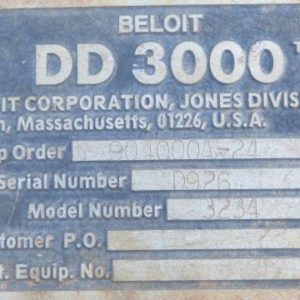 BELOIT
DD 3000
IT CORPORATION, JONES DIVIS
n, Massachusetts, 01226, U.S.A.
p Order 904000A-24
Serial Number D926
Model Number 3234
stomer P.O.
t. Equip. No.